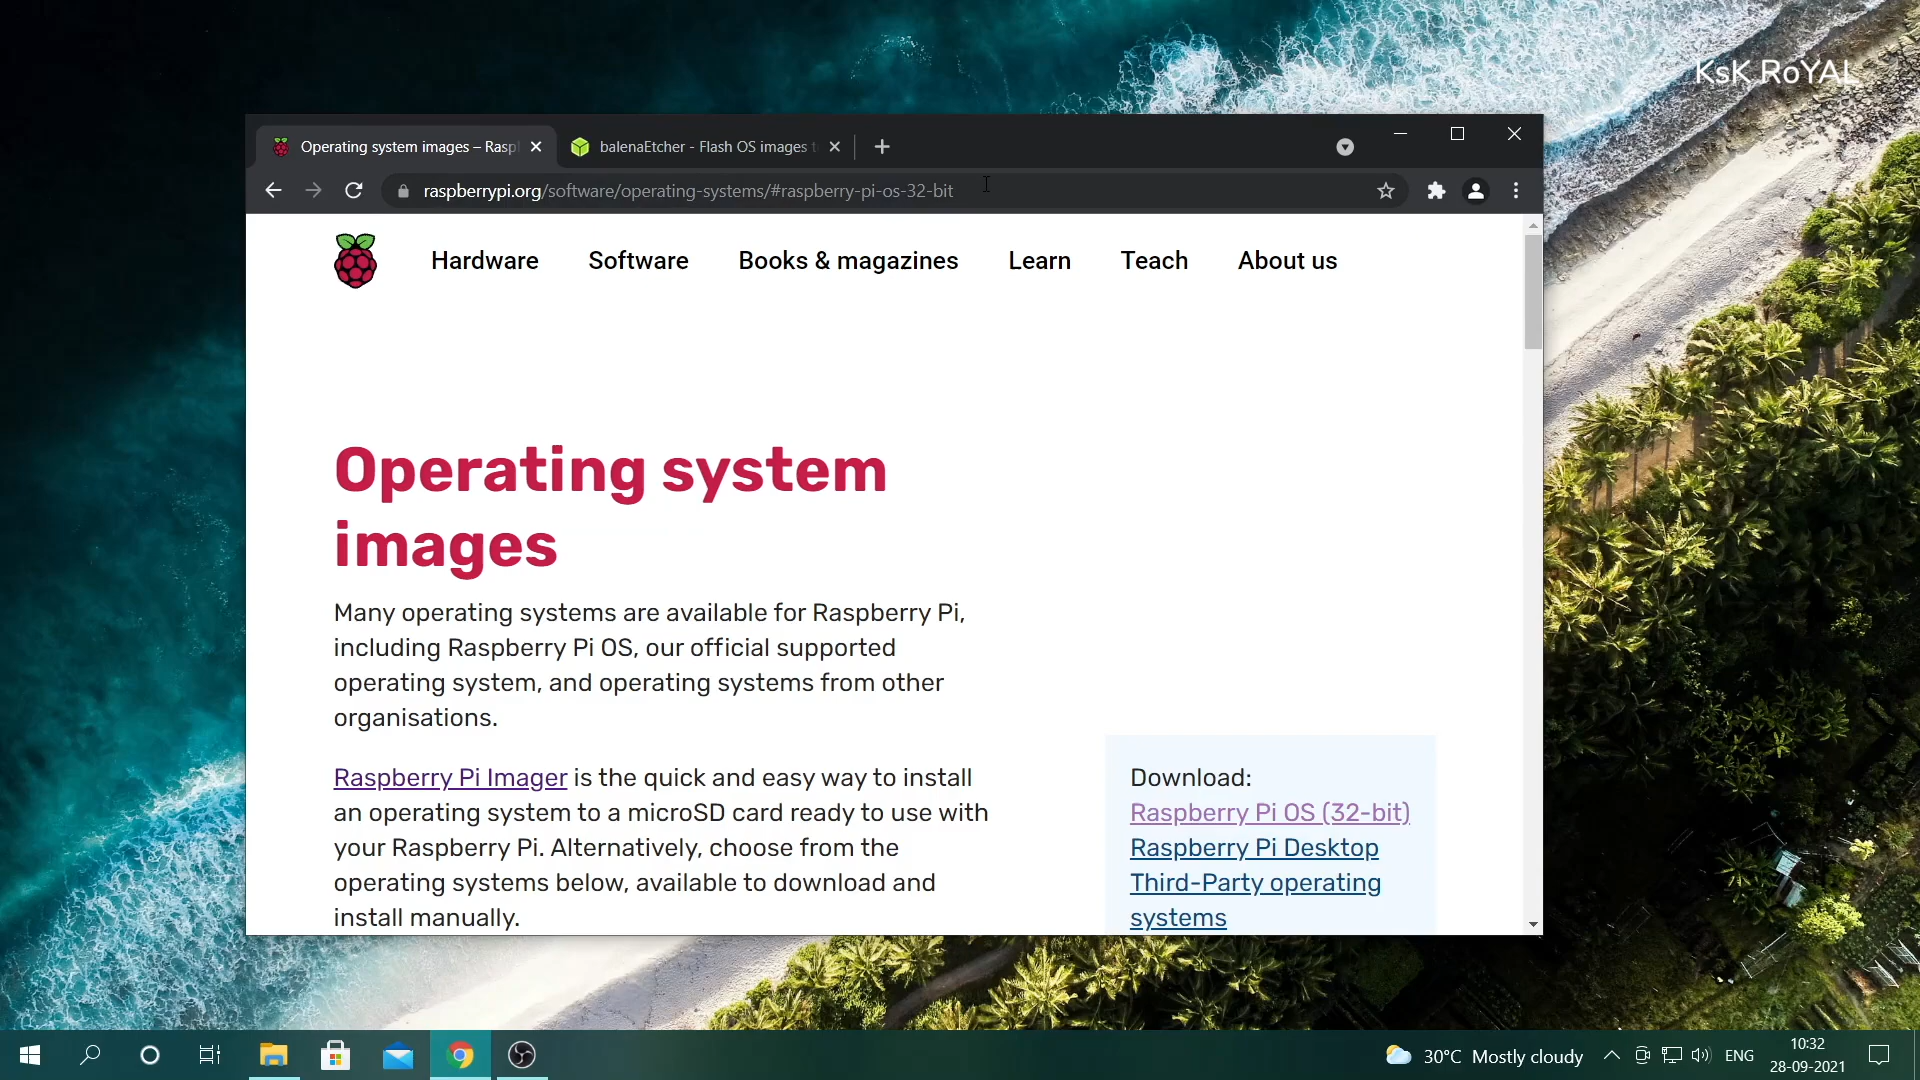 KsK RoYAL
Operating system images – Rasp
balenaEtcher - Flash OS images t
raspberrypi.org/software/operating-systems/#raspberry-pi-os-32-bit
Hardware Software Books & magazines Learn Teach About us
Operating system
images
Many operating systems are available for Raspberry Pi,
including Raspberry Pi OS, our official supported
operating system, and operating systems from other
organisations.
Raspberry Pi Imager is the quick and easy way to install
an operating system to a microSD card ready to use with
your Raspberry Pi. Alternatively, choose from the
operating systems below, available to download and
install manually.
Download:
Raspberry Pi OS (32-bit)
Raspberry Pi Desktop
Third-Party operating
systems
30°C Mostly cloudy
ENG
10:32
28-09-2021